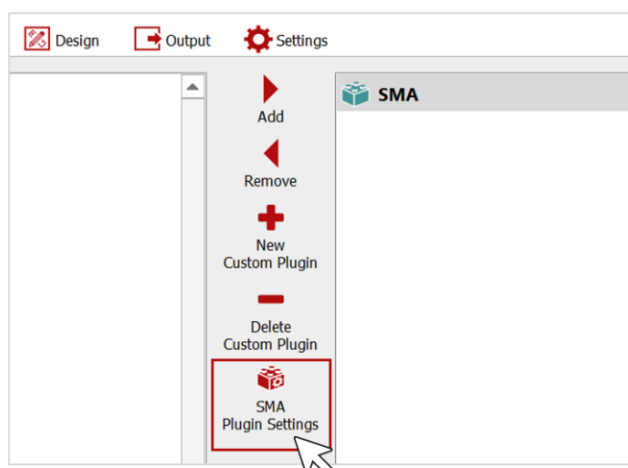 Design Output Settings
Add
SMA
Remove
New
Custom Plugin
Delete
Custom Plugin
SMA
Plugin Settings